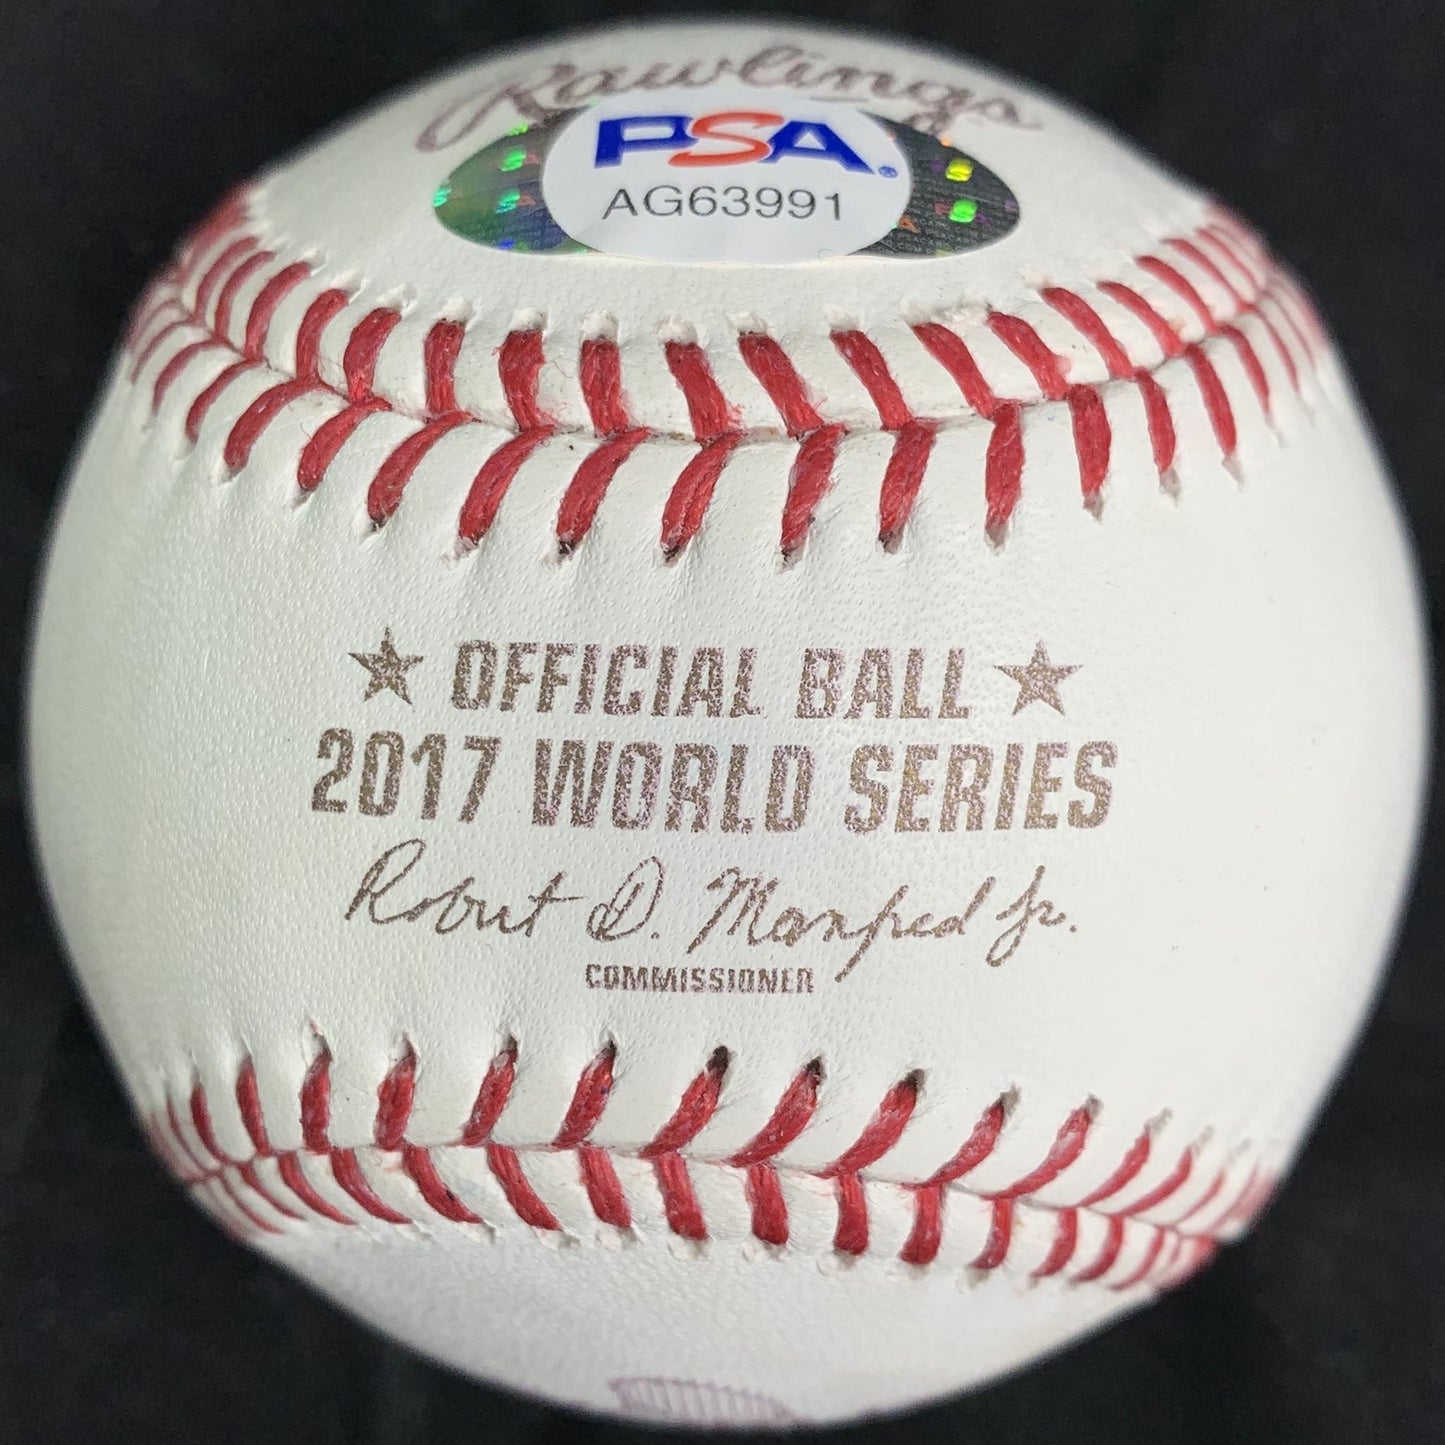 Rawlings
PSA®
AG63991
★ OFFICIAL BALL ★
2017 WORLD SERIES
Robert D. Manfred Jr.
COMMISSIONER